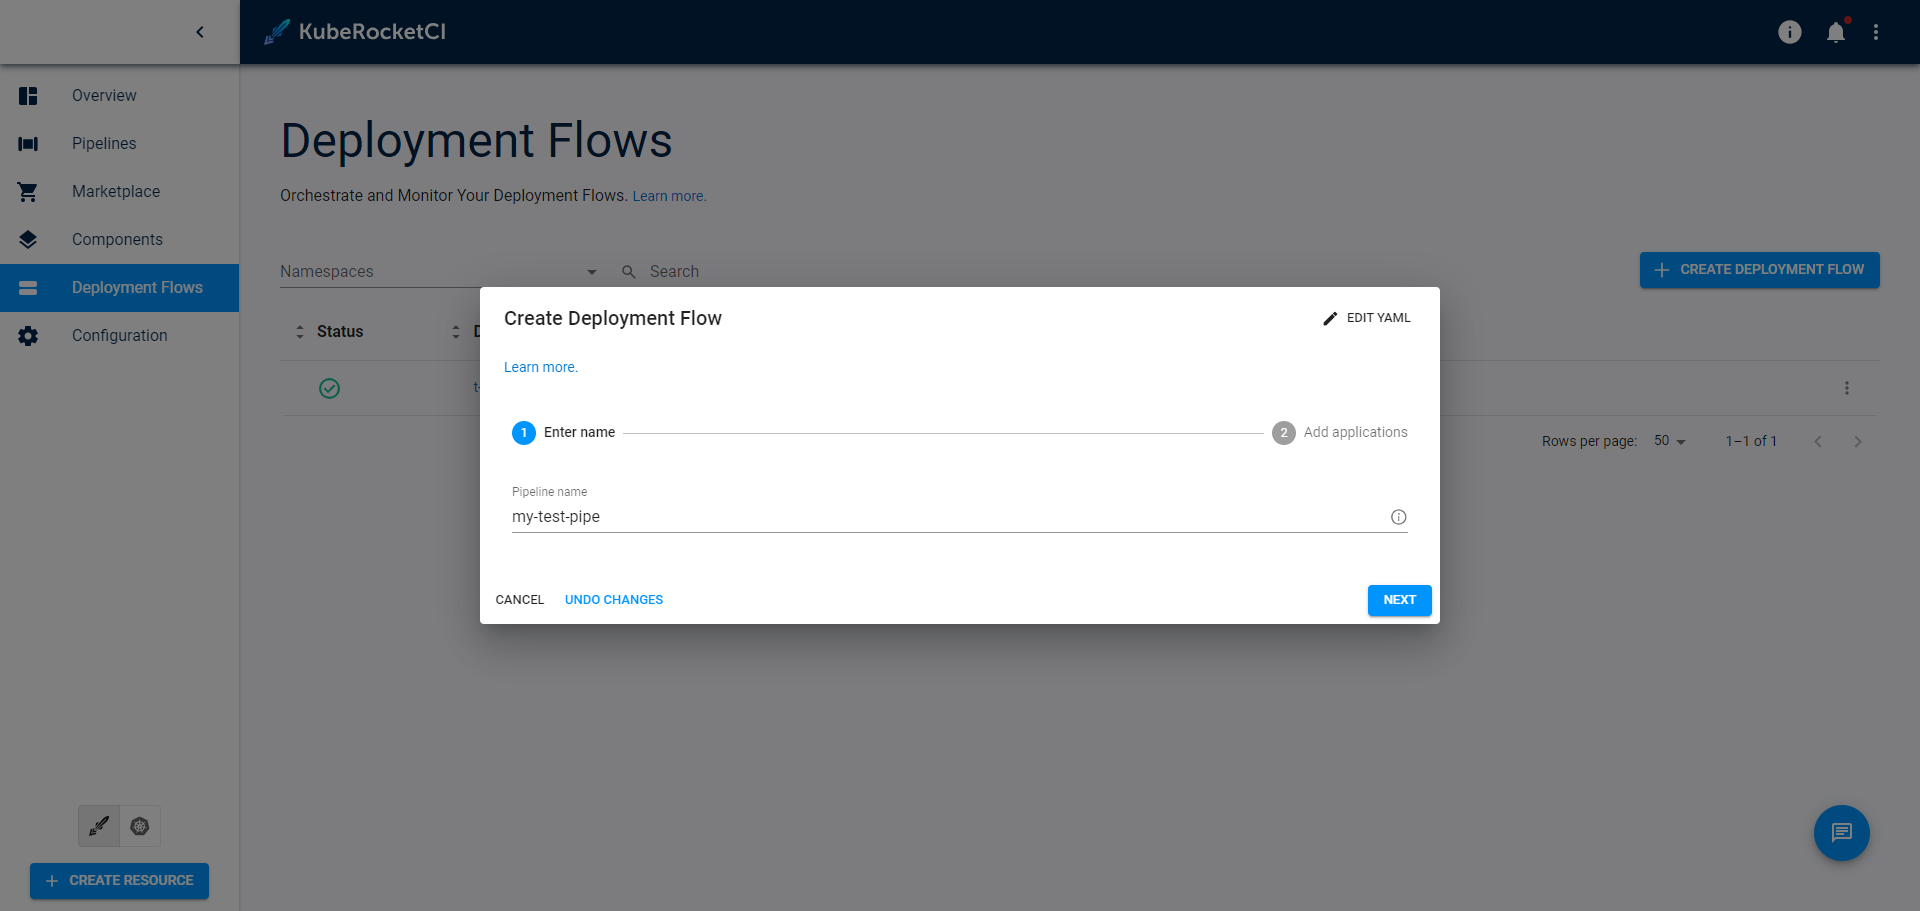 KubeRocketCI
Overview
Pipelines
Marketplace
Components
Deployment Flows
Configuration
CREATE RESOURCE
Deployment Flows
Orchestrate and Monitor Your Deployment Flows. Learn more.
Namespaces
Search
CREATE DEPLOYMENT FLOW
Status
Rows per page: 50
1–1 of 1
Create Deployment Flow
EDIT YAML
Learn more.
1 Enter name
2 Add applications
Pipeline name
my-test-pipe
CANCEL
UNDO CHANGES
NEXT